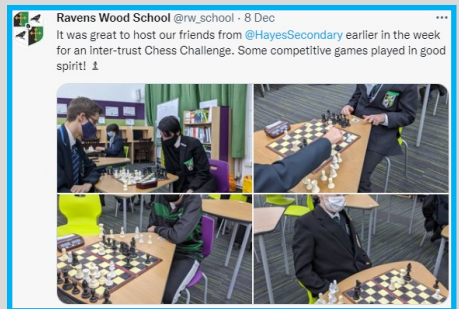 Ravens Wood School @rw_school · 8 Dec
It was great to host our friends from @HayesSecondary earlier in the week
for an inter-trust Chess Challenge. Some competitive games played in good
spirit! ♟